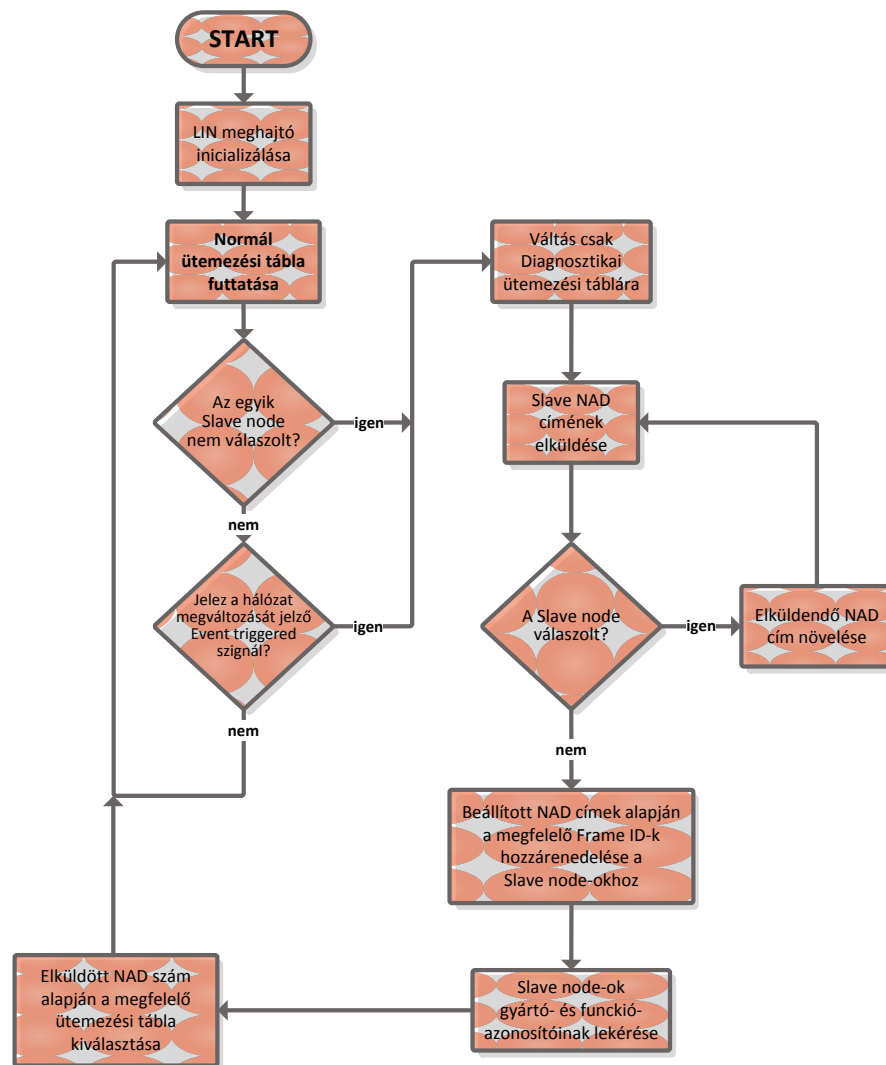 START
LIN meghajtó
inicializálása
Normál
ütemezési tábla
futtatása
Az egyik
Slave node
nem válaszolt?
igen
nem
Jelez a hálózat
megváltozását jelző
Event triggered
szignál?
igen
nem
Váltás csak
Diagnosztikai
ütemezési táblára
Slave NAD
címének
elküldése
A Slave node
válaszolt?
igen
Elküldendő NAD
cím növelése
nem
Beállított NAD címek alapján
a megfelelő Frame ID-k
hozzárenedelése a
Slave node-okhoz
Slave node-ok
gyártó- és funckió-
azonosítóinak lekérése
Elküldött NAD szám
alapján a megfelelő
ütemezési tábla
kiválasztása